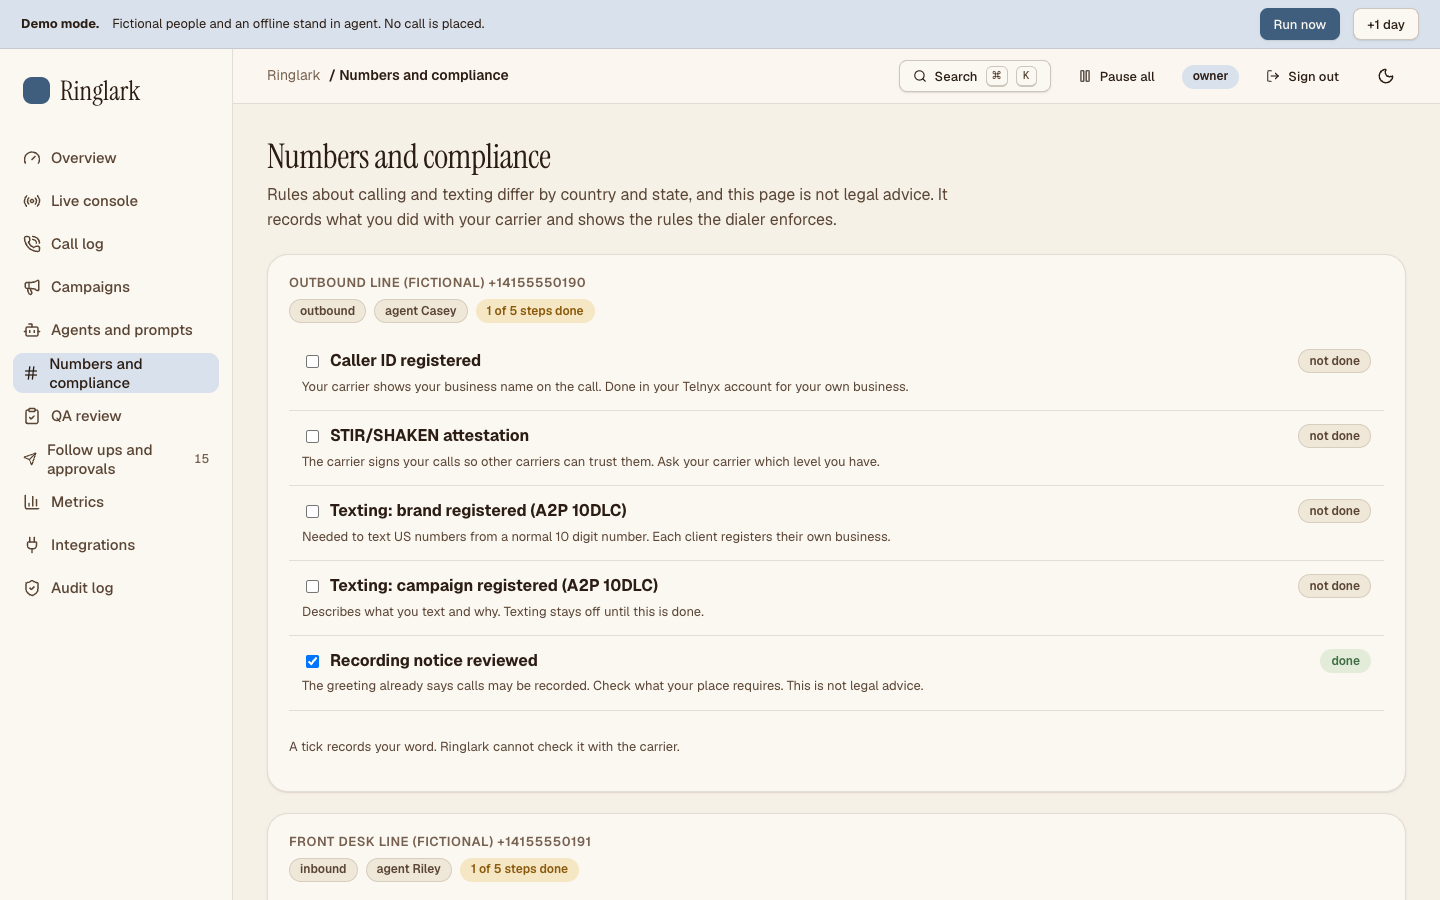 Demo mode. Fictional people and an offline stand in agent. No call is placed.
Run now
+1 day
Ringlark
Ringlark / Numbers and compliance
Search ⌘ K
Pause all
owner
Sign out
Overview
Live console
Call log
Campaigns
Agents and prompts
Numbers and
compliance
QA review
Follow ups and
approvals
15
Metrics
Integrations
Audit log
Numbers and compliance
Rules about calling and texting differ by country and state, and this page is not legal advice. It
records what you did with your carrier and shows the rules the dialer enforces.
OUTBOUND LINE (FICTIONAL) +14155550190
outbound
agent Casey
1 of 5 steps done
Caller ID registered
not done
Your carrier shows your business name on the call. Done in your Telnyx account for your own business.
STIR/SHAKEN attestation
not done
The carrier signs your calls so other carriers can trust them. Ask your carrier which level you have.
Texting: brand registered (A2P 10DLC)
not done
Needed to text US numbers from a normal 10 digit number. Each client registers their own business.
Texting: campaign registered (A2P 10DLC)
not done
Describes what you text and why. Texting stays off until this is done.
Recording notice reviewed
done
The greeting already says calls may be recorded. Check what your place requires. This is not legal advice.
A tick records your word. Ringlark cannot check it with the carrier.
FRONT DESK LINE (FICTIONAL) +14155550191
inbound
agent Riley
1 of 5 steps done